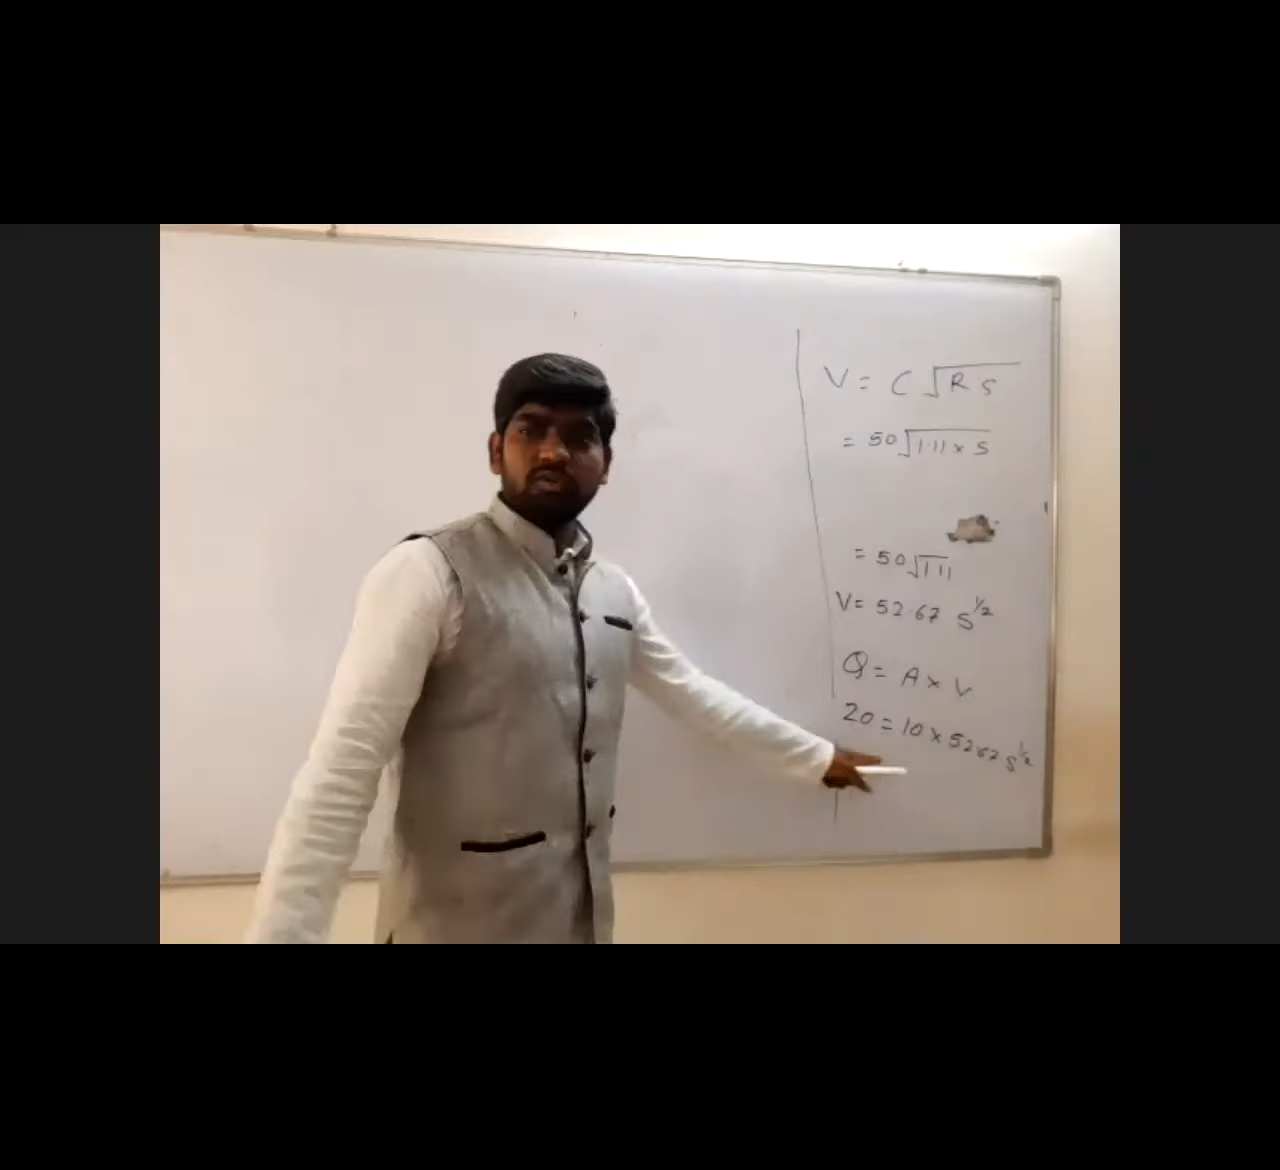 V = C √RS
= 50 √1.11 × S
= 50 √1.11
V = 52.67 S^1/2
Q = A × V
20 = 10 × 52.67 S^1/2